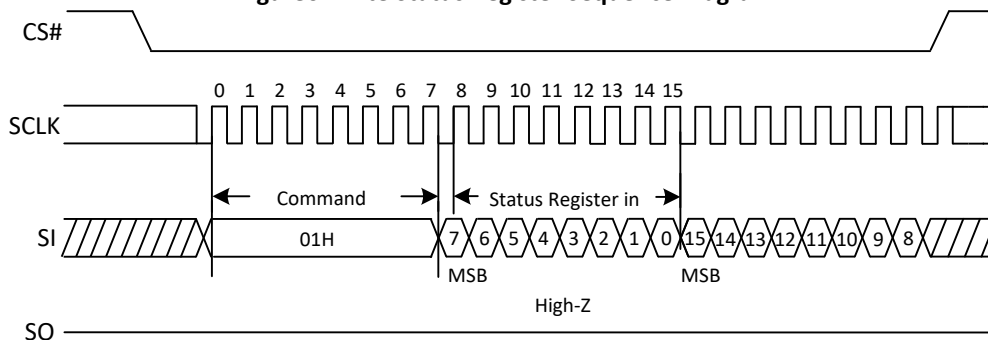 CS#
0 1 2 3 4 5 6 7 8 9 10 11 12 13 14 15
SCLK
Command Status Register in
SI 01H 7 6 5 4 3 2 1 0 15 14 13 12 11 10 9 8
MSB MSB
High-Z
SO